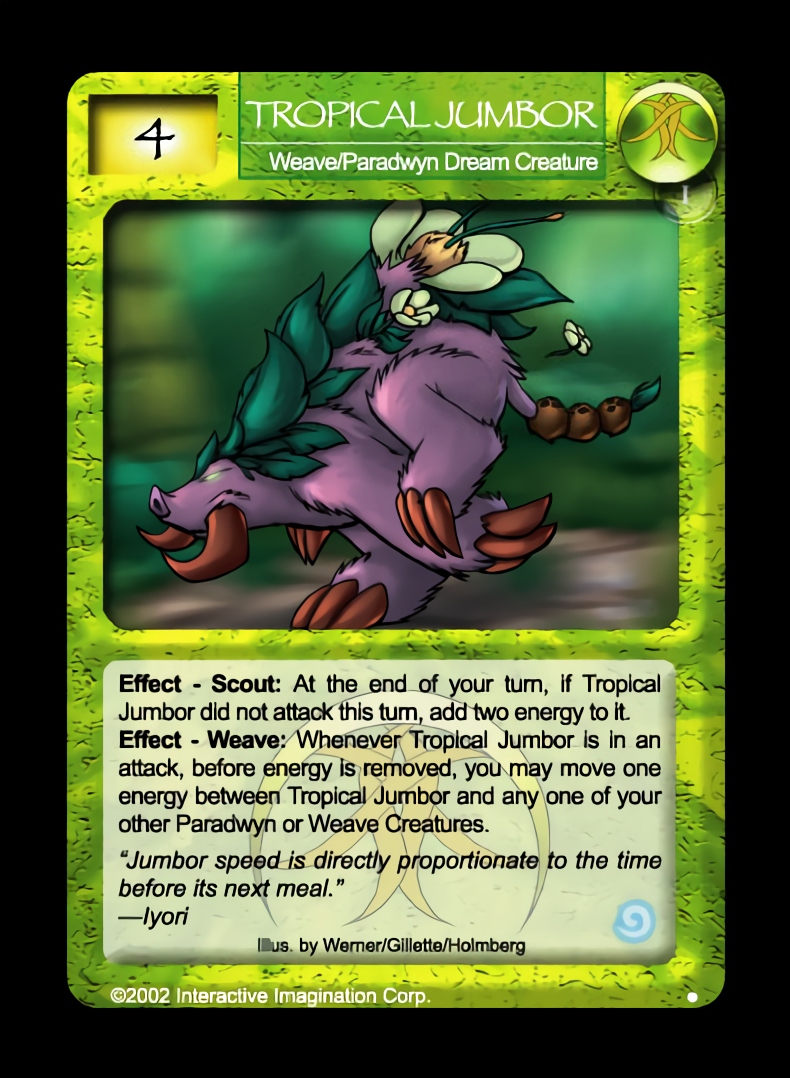 4
TROPICAL JUMBOR
Weave/Paradwyn Dream Creature
1
Effect - Scout: At the end of your turn, if Tropical
Jumbor did not attack this turn, add two energy to it.
Effect - Weave: Whenever Tropical Jumbor is in an
attack, before energy is removed, you may move one
energy between Tropical Jumbor and any one of your
other Paradwyn or Weave Creatures.
“Jumbor speed is directly proportionate to the time
before its next meal.”
—Iyori
Illus. by Werner/Gillette/Holmberg
©2002 Interactive Imagination Corp.